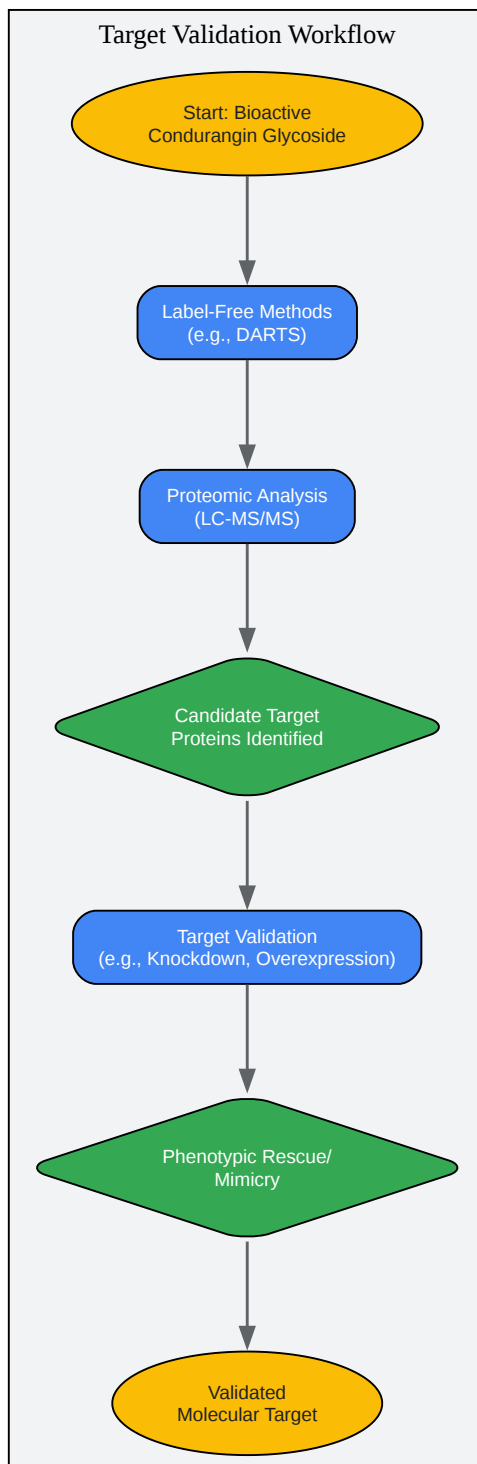 Target Validation Workflow
Start: Bioactive
Condurangin Glycoside
Label-Free Methods
(e.g., DARTS)
Proteomic Analysis
(LC-MS/MS)
Candidate Target
Proteins Identified
Target Validation
(e.g., Knockdown, Overexpression)
Phenotypic Rescue/
Mimicry
Validated
Molecular Target